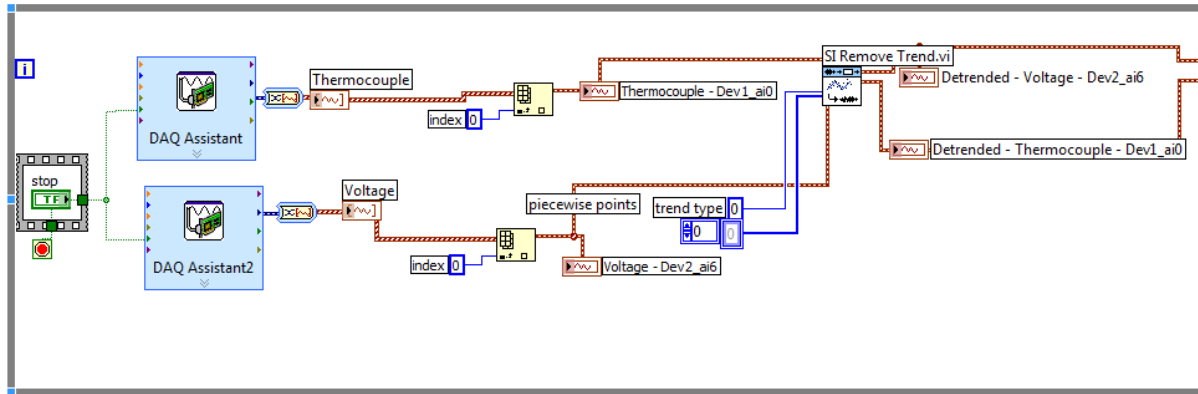 i
SI Remove Trend.vi
Thermocouple
Detrended - Voltage - Dev2_ai6
Thermocouple - Dev1_ai0
index 0
DAQ Assistant
Detrended - Thermocouple - Dev1_ai0
stop
TF
Voltage
piecewise points
trend type 0
0
0
index 0
DAQ Assistant2
Voltage - Dev2_ai6